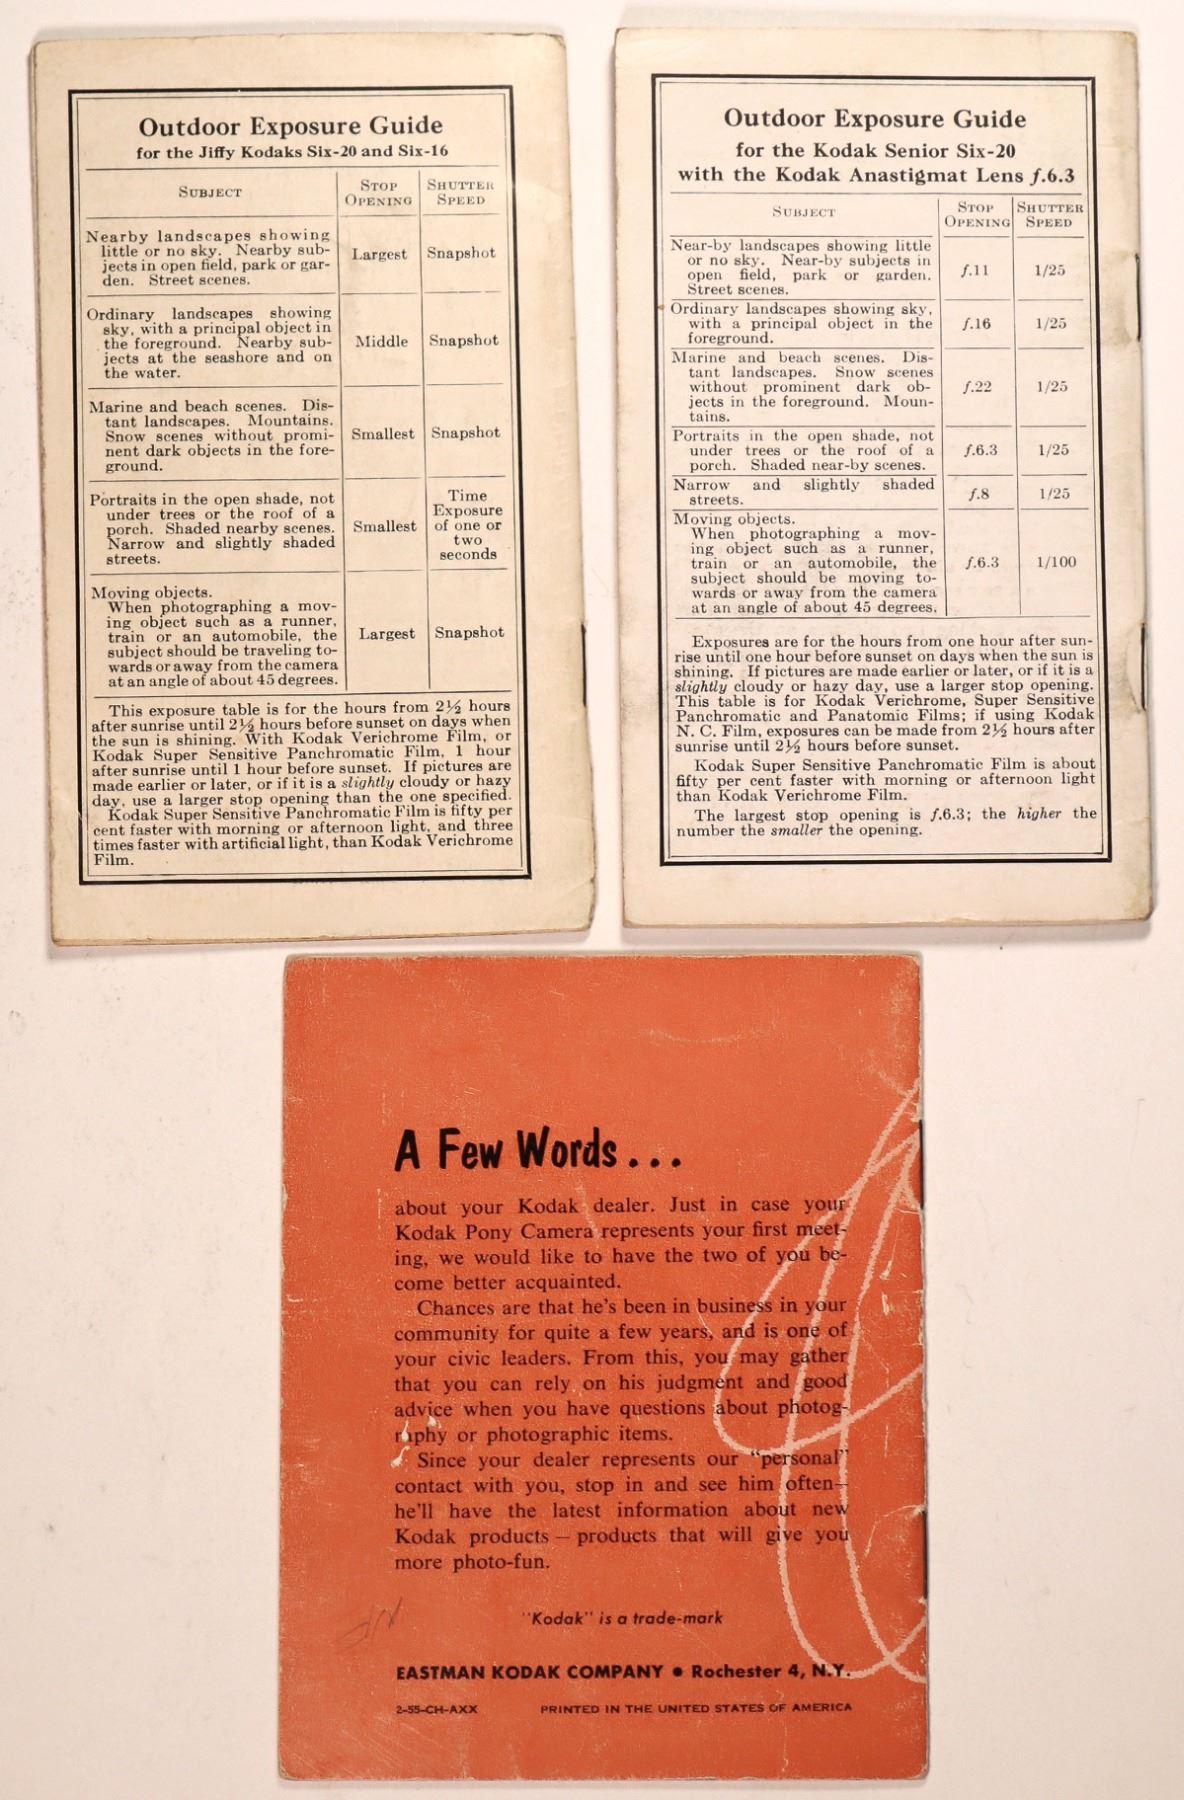 Outdoor Exposure Guide
for the Jiffy Kodaks Six-20 and Six-16
SUBJECT
STOP OPENING
SHUTTER SPEED
Nearby landscapes showing
little or no sky. Nearby sub-
jects in open field, park or gar-
den. Street scenes.
Largest
Snapshot
Ordinary landscapes showing
sky, with a principal object in
the foreground. Nearby sub-
jects at the seashore and on
the water.
Middle
Snapshot
Marine and beach scenes. Dis-
tant landscapes. Mountains.
Snow scenes without promi-
nent dark objects in the fore-
ground.
Smallest
Snapshot
Portraits in the open shade, not
under trees or the roof of a
porch. Shaded nearby scenes.
Narrow and slightly shaded
streets.
Smallest
Time
Exposure
of one or
two
seconds
Moving objects.
When photographing a mov-
ing object such as a runner,
train or an automobile, the
subject should be traveling to-
wards or away from the camera
at an angle of about 45 degrees.
Largest
Snapshot
This exposure table is for the hours from 2½ hours
after sunrise until 2½ hours before sunset on days when
the sun is shining. With Kodak Verichrome Film, or
Kodak Super Sensitive Panchromatic Film, 1 hour
after sunrise until 1 hour before sunset. If pictures are
made earlier or later, or if it is a slightly cloudy or hazy
day, use a larger stop opening than the one specified.
Kodak Super Sensitive Panchromatic Film is fifty per
cent faster with morning or afternoon light, and three
times faster with artificial light, than Kodak Verichrome
Film.
Outdoor Exposure Guide
for the Kodak Senior Six-20
with the Kodak Anastigmat Lens f.6.3
SUBJECT
STOP OPENING
SHUTTER SPEED
Near-by landscapes showing little
or no sky. Near-by subjects in
open field, park or garden.
Street scenes.
f.11
1/25
Ordinary landscapes showing sky,
with a principal object in the
foreground.
f.16
1/25
Marine and beach scenes. Dis-
tant landscapes. Snow scenes
without prominent dark ob-
jects in the foreground. Moun-
tains.
f.22
1/25
Portraits in the open shade, not
under trees or the roof of a
porch. Shaded near-by scenes.
f.6.3
1/25
Narrow and slightly shaded
streets.
f.8
1/25
Moving objects.
When photographing a mov-
ing object such as a runner,
train or an automobile, the
subject should be moving to-
wards or away from the camera
at an angle of about 45 degrees.
f.6.3
1/100
Exposures are for the hours from one hour after sun-
rise until one hour before sunset on days when the sun is
shining. If pictures are made earlier or later, or if it is a
slightly cloudy or hazy day, use a larger stop opening.
This table is for Kodak Verichrome, Super Sensitive
Panchromatic and Panatomic Films; if using Kodak
N. C. Film, exposures can be made from 2½ hours after
sunrise until 2½ hours before sunset.
Kodak Super Sensitive Panchromatic Film is about
fifty per cent faster with morning or afternoon light
than Kodak Verichrome Film.
The largest stop opening is f.6.3; the higher the
number the smaller the opening.
A Few Words...
about your Kodak dealer. Just in case your
Kodak Pony Camera represents your first meet-
ing, we would like to have the two of you be-
come better acquainted.
Chances are that he's been in business in your
community for quite a few years, and is one of
your civic leaders. From this, you may gather
that you can rely on his judgment and good
advice when you have questions about photog-
raphy or photographic items.
Since your dealer represents our "personal"
contact with you, stop in and see him often—
he'll have the latest information about new
Kodak products — products that will give you
more photo-fun.
"Kodak" is a trade-mark
EASTMAN KODAK COMPANY • Rochester 4, N.Y.
2-55-CH-AXX PRINTED IN THE UNITED STATES OF AMERICA